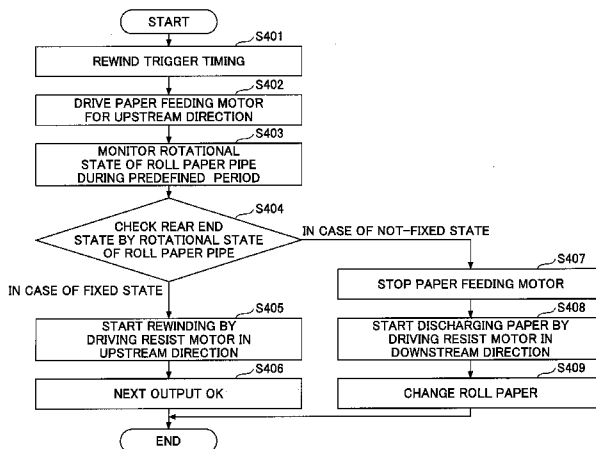 START
S401
REWIND TRIGGER TIMING
S402
DRIVE PAPER FEEDING MOTOR
FOR UPSTREAM DIRECTION
S403
MONITOR ROTATIONAL
STATE OF ROLL PAPER PIPE
DURING PREDEFINED PERIOD
S404
CHECK REAR END
STATE BY ROTATIONAL STATE
OF ROLL PAPER PIPE
IN CASE OF NOT-FIXED STATE
IN CASE OF FIXED STATE
S405
START REWINDING BY
DRIVING RESIST MOTOR IN
UPSTREAM DIRECTION
S406
NEXT OUTPUT OK
S407
STOP PAPER FEEDING MOTOR
S408
START DISCHARGING PAPER BY
DRIVING RESIST MOTOR IN
DOWNSTREAM DIRECTION
S409
CHANGE ROLL PAPER
END